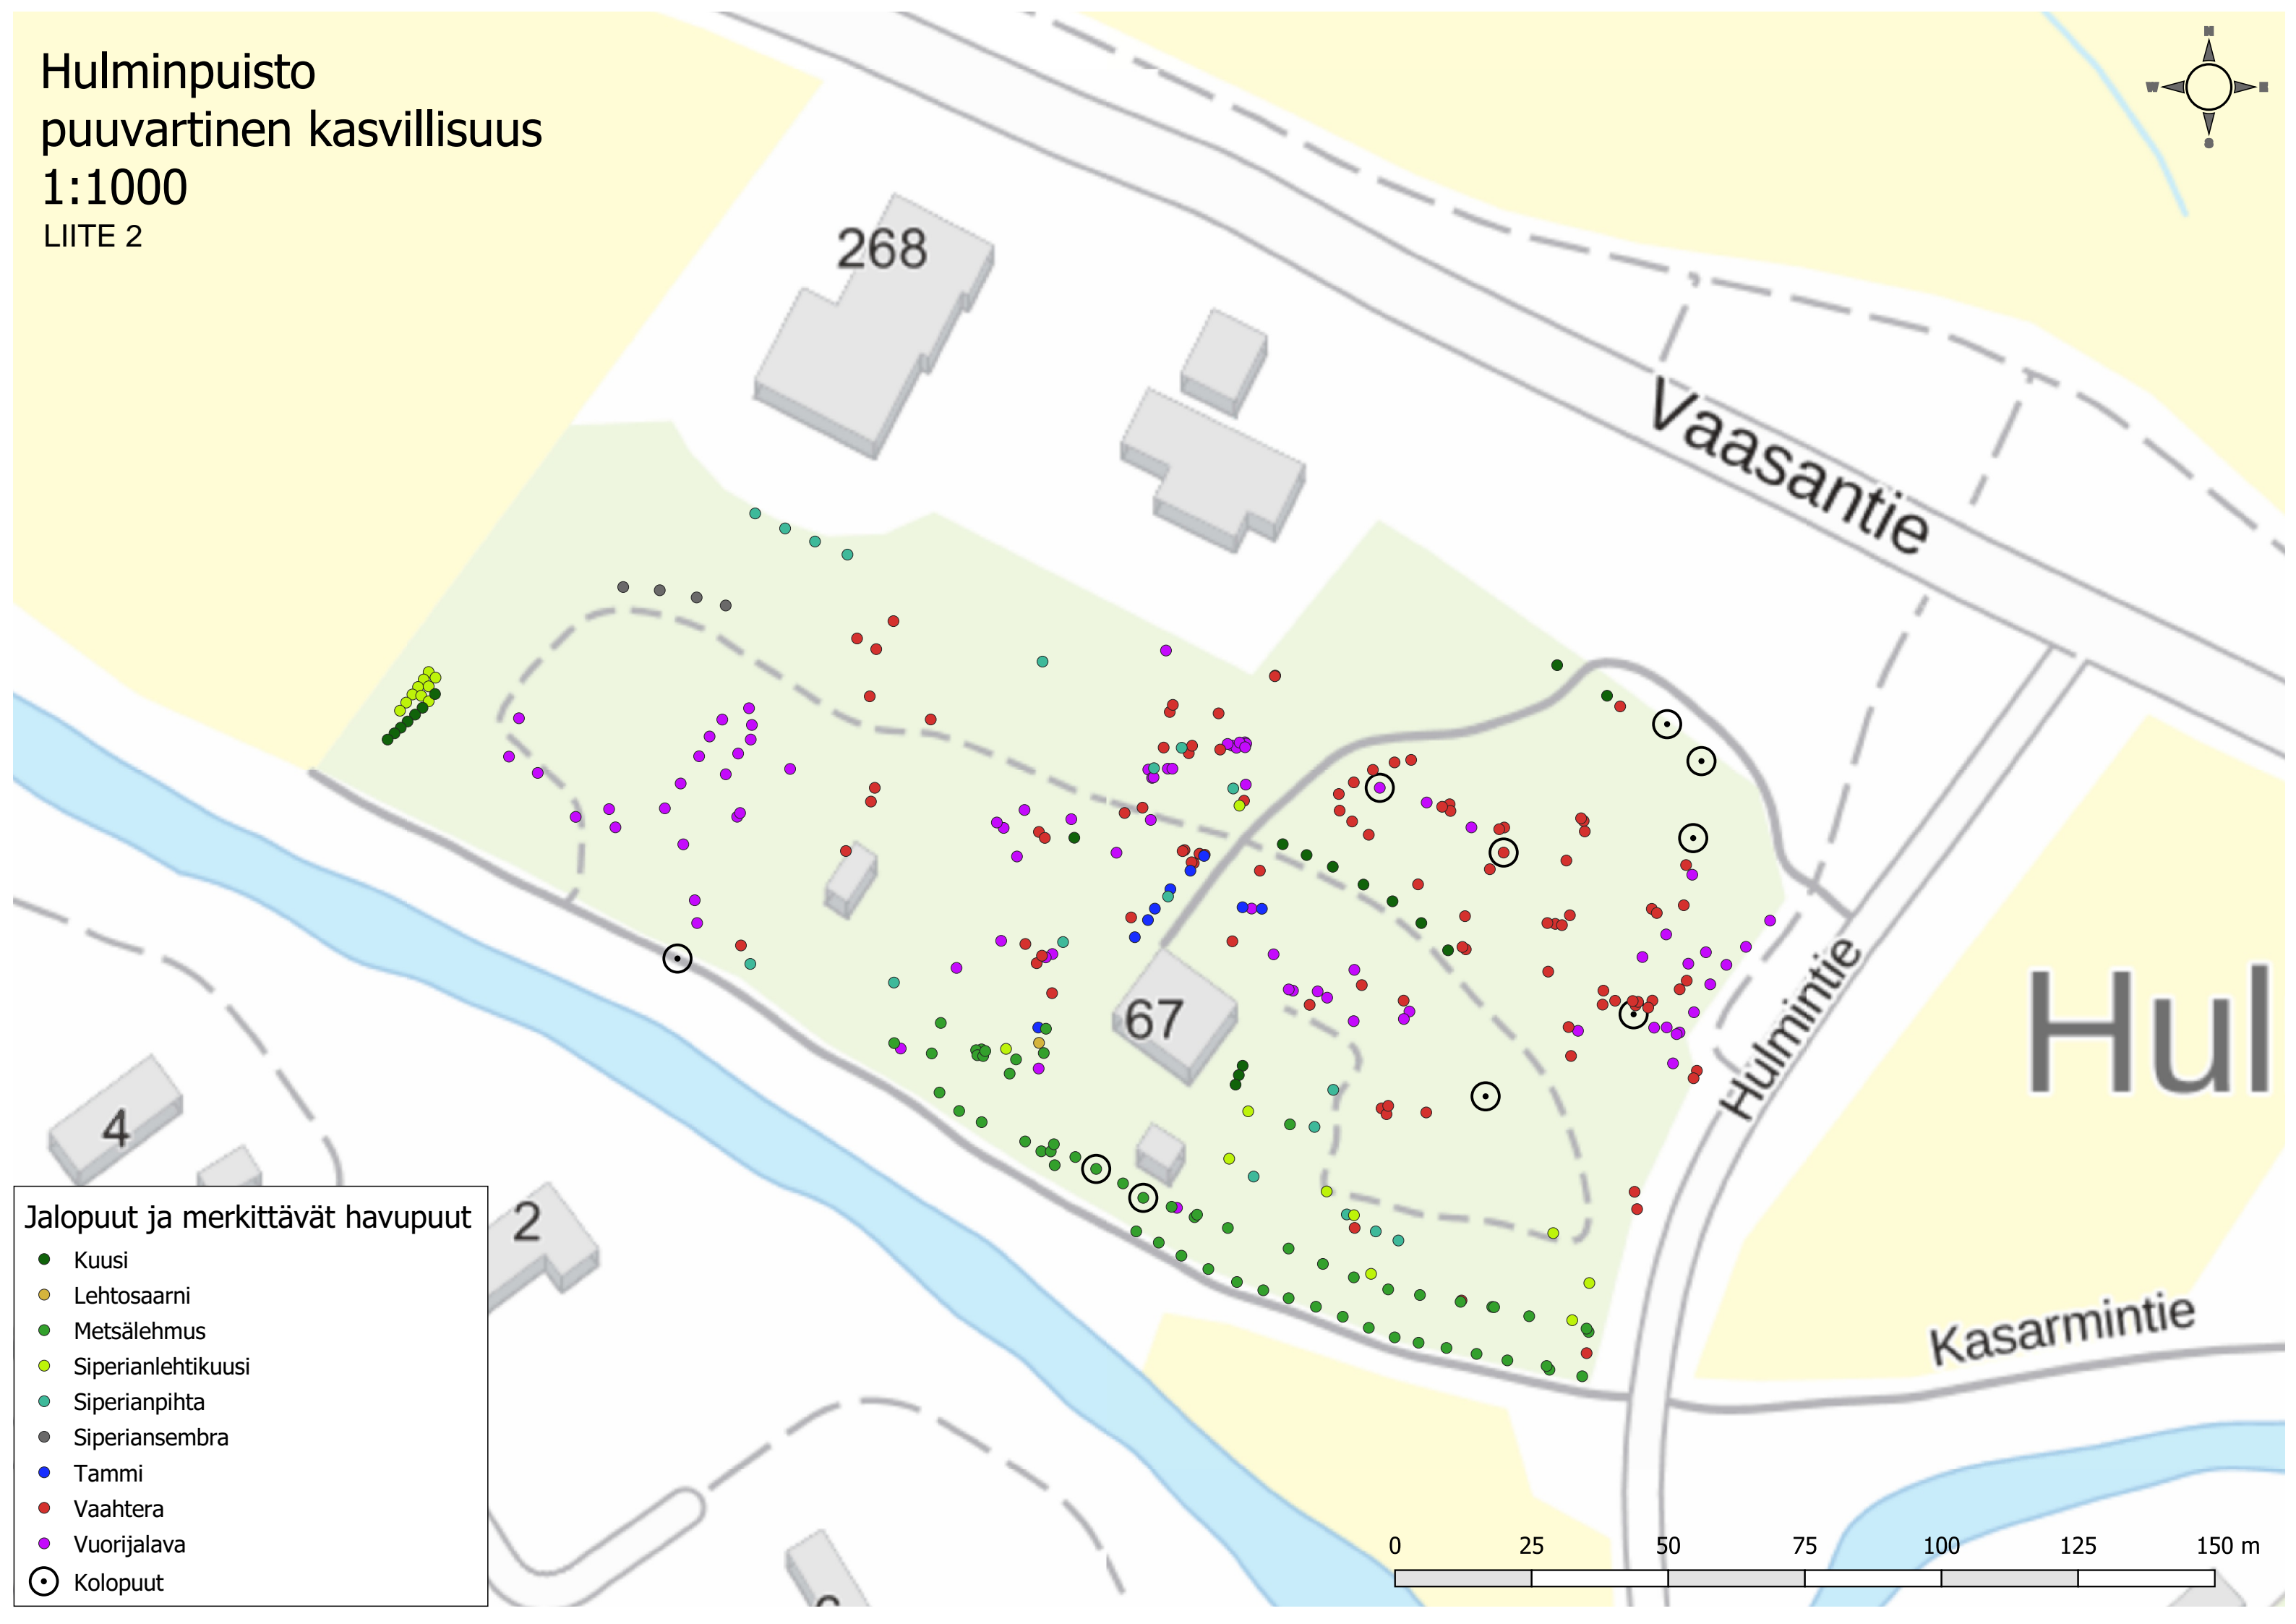 Hulminpuisto
puuvartinen kasvillisuus
1:1000
LIITE 2
N
W
E
S
268
Vaasantie
67
Hulmintie
Hul
4
2
Kasarmintie
Jalopuut ja merkittävät havupuut
Kuusi
Lehtosaarni
Metsälehmus
Siperianlehtikuusi
Siperianpihta
Siperiansembra
Tammi
Vaahtera
Vuorijalava
Kolopuut
0 25 50 75 100 125 150 m